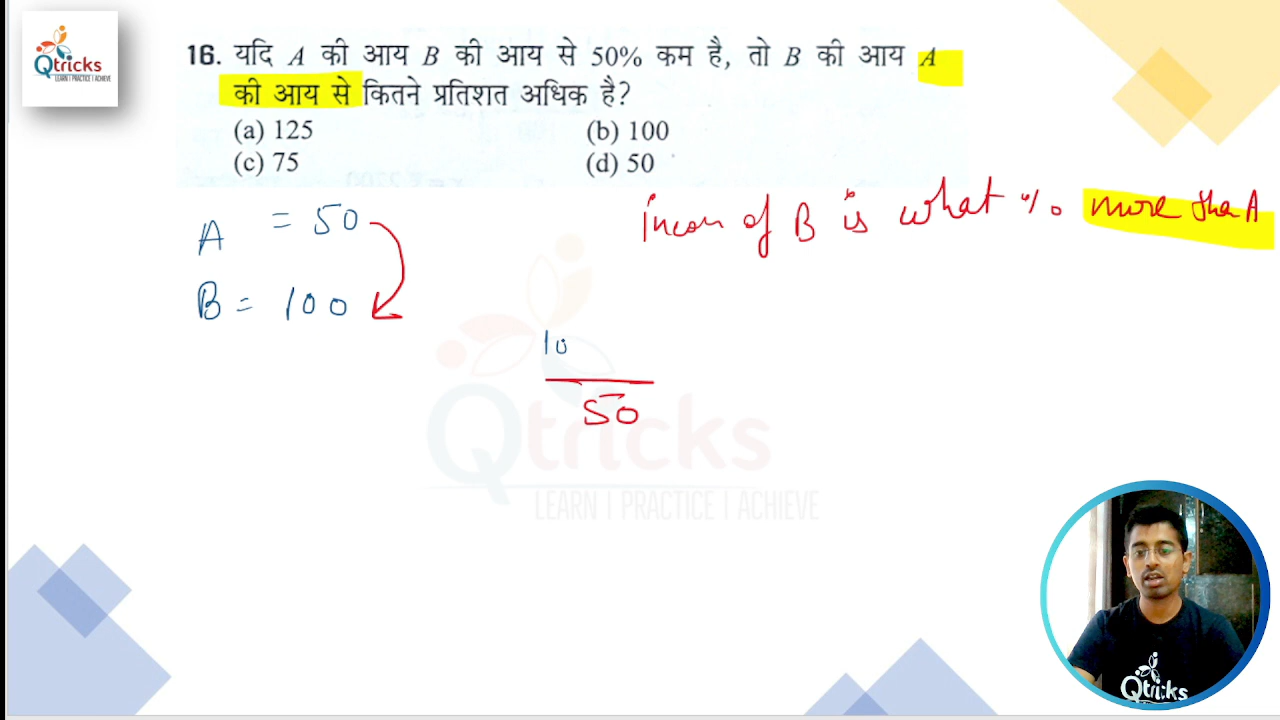 Qtricks
LEARN | PRACTICE | ACHIEVE
16. यदि A की आय B की आय से 50% कम है, तो B की आय A
की आय से कितने प्रतिशत अधिक है?
(a) 125 (b) 100
(c) 75 (d) 50
A = 50
B = 100
incom of B is what % more tha A
10
50
Qtricks
LEARN | PRACTICE | ACHIEVE
Qtricks